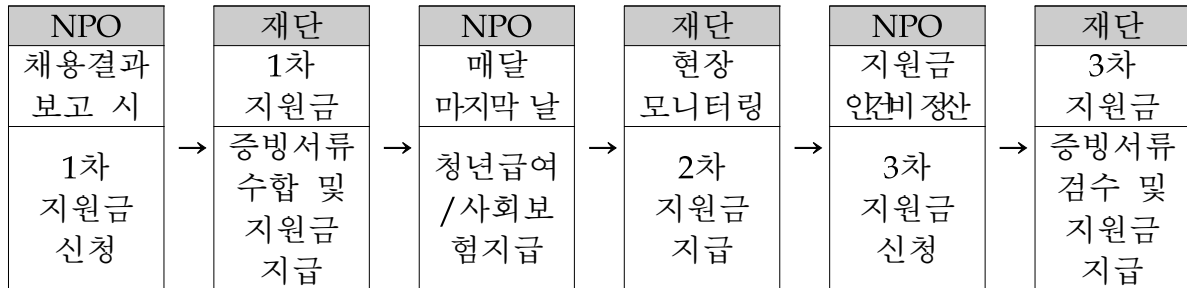 NPO
채용결과
보고 시
1차
지원금
신청
→
재단
1차
지원금
증빙서류
수합 및
지원금
지급
→
NPO
매달
마지막 날
청년급여
/사회보
험지급
→
재단
현장
모니터링
2차
지원금
지급
→
NPO
지원금
인건비 정산
3차
지원금
신청
→
재단
3차
지원금
증빙서류
검수 및
지원금
지급